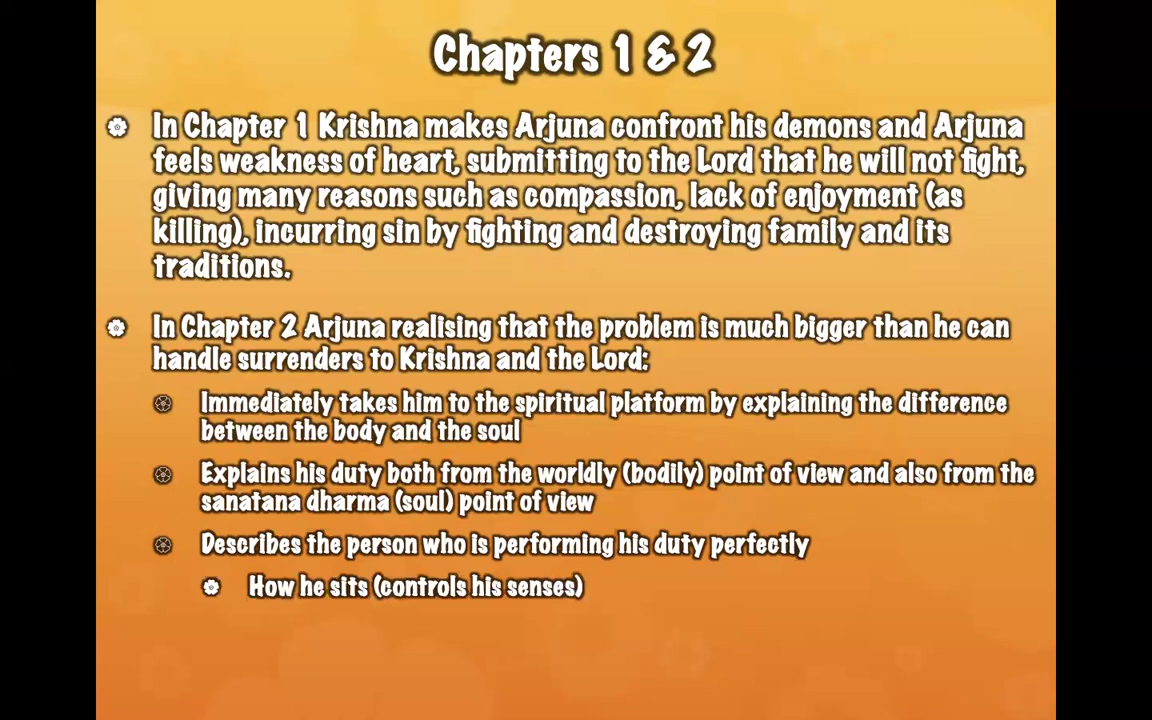 Chapters 1 & 2
In Chapter 1 Krishna makes Arjuna confront his demons and Arjuna
feels weakness of heart, submitting to the Lord that he will not fight,
giving many reasons such as compassion, lack of enjoyment (as
killing), incurring sin by fighting and destroying family and its
traditions.
In Chapter 2 Arjuna realising that the problem is much bigger than he can
handle surrenders to Krishna and the Lord:
Immediately takes him to the spiritual platform by explaining the difference
between the body and the soul
Explains his duty both from the worldly (bodily) point of view and also from the
sanatana dharma (soul) point of view
Describes the person who is performing his duty perfectly
How he sits (controls his senses)